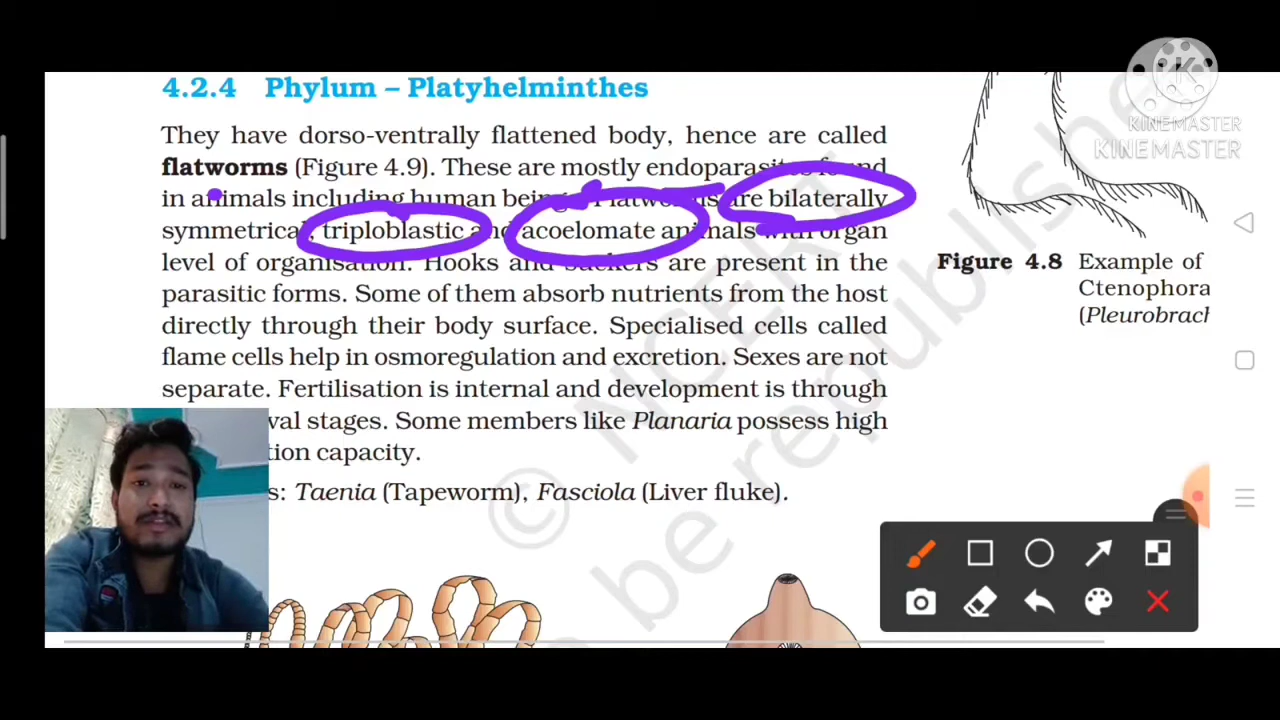 4.2.4 Phylum – Platyhelminthes
They have dorso-ventrally flattened body, hence are called
flatworms (Figure 4.9). These are mostly endoparasites found
in animals including human beings. Flatworms are bilaterally
symmetrical, triploblastic and acoelomate animals with organ
level of organisation. Hooks and suckers are present in the
parasitic forms. Some of them absorb nutrients from the host
directly through their body surface. Specialised cells called
flame cells help in osmoregulation and excretion. Sexes are not
separate. Fertilisation is internal and development is through
val stages. Some members like Planaria possess high
tion capacity.
s: Taenia (Tapeworm), Fasciola (Liver fluke).
Figure 4.8 Example of
Ctenophora
(Pleurobrach
KINEMASTER
KINEMASTER
© NCERT
be republishe